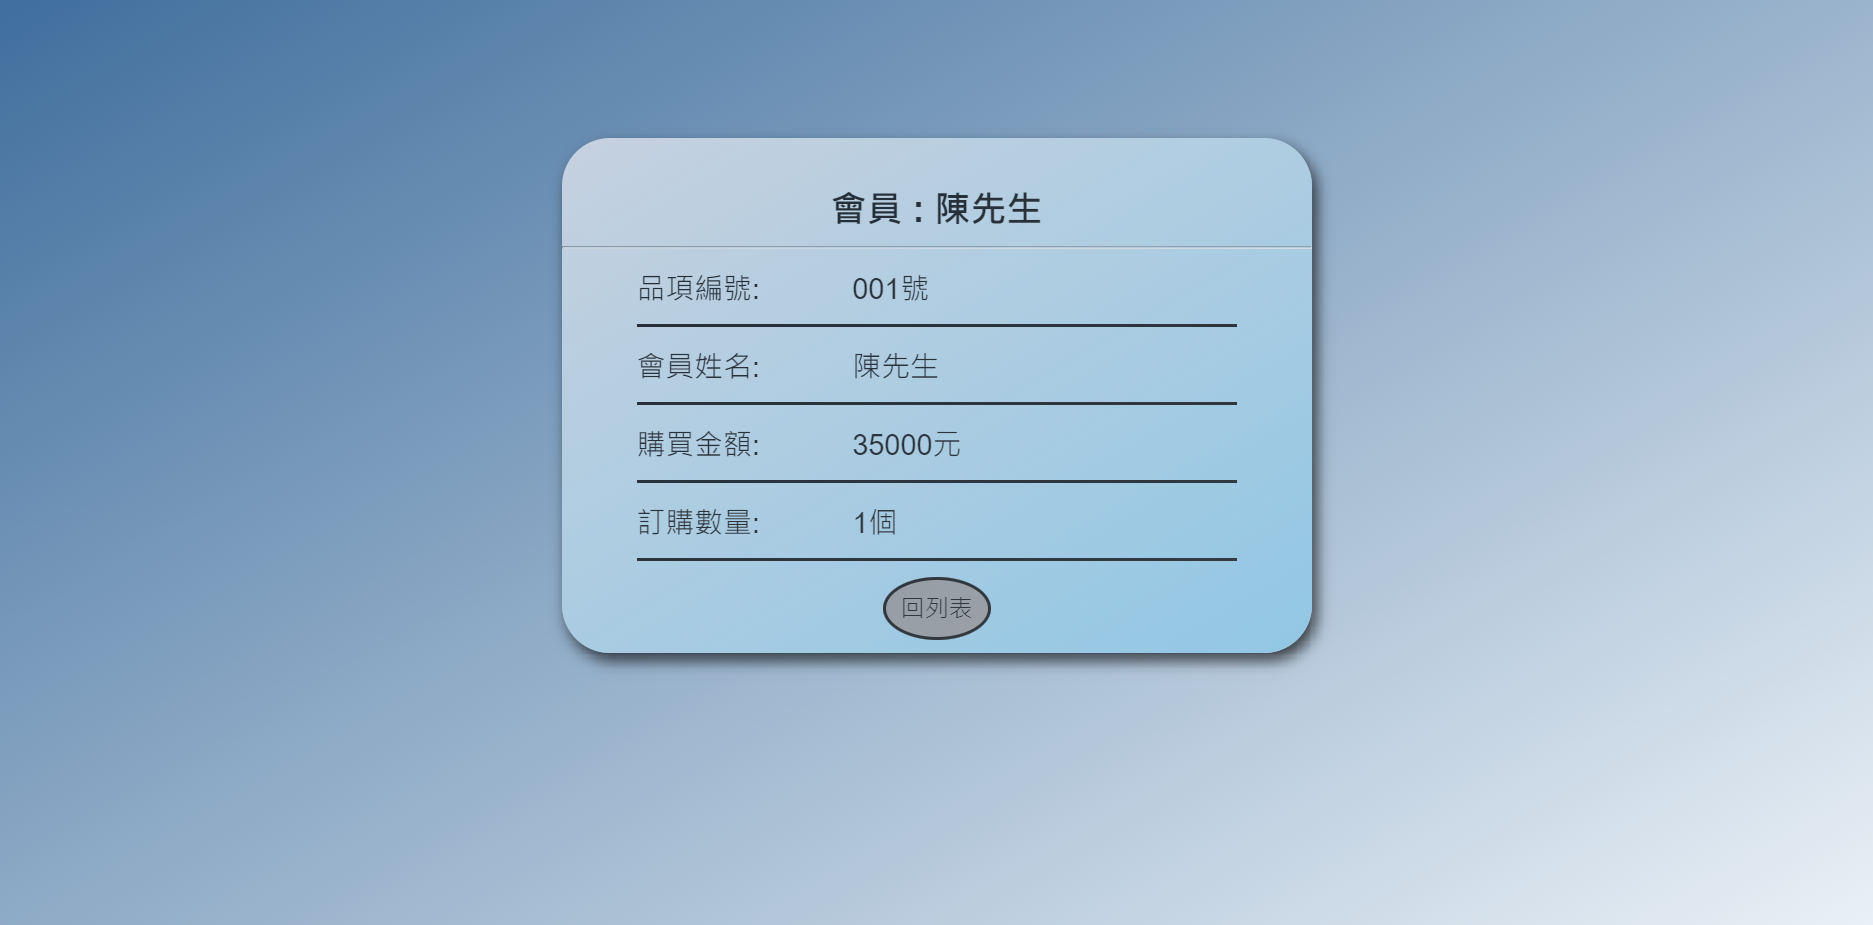 會員 : 陳先生
品項編號: 001號
會員姓名: 陳先生
購買金額: 35000元
訂購數量: 1個
回列表